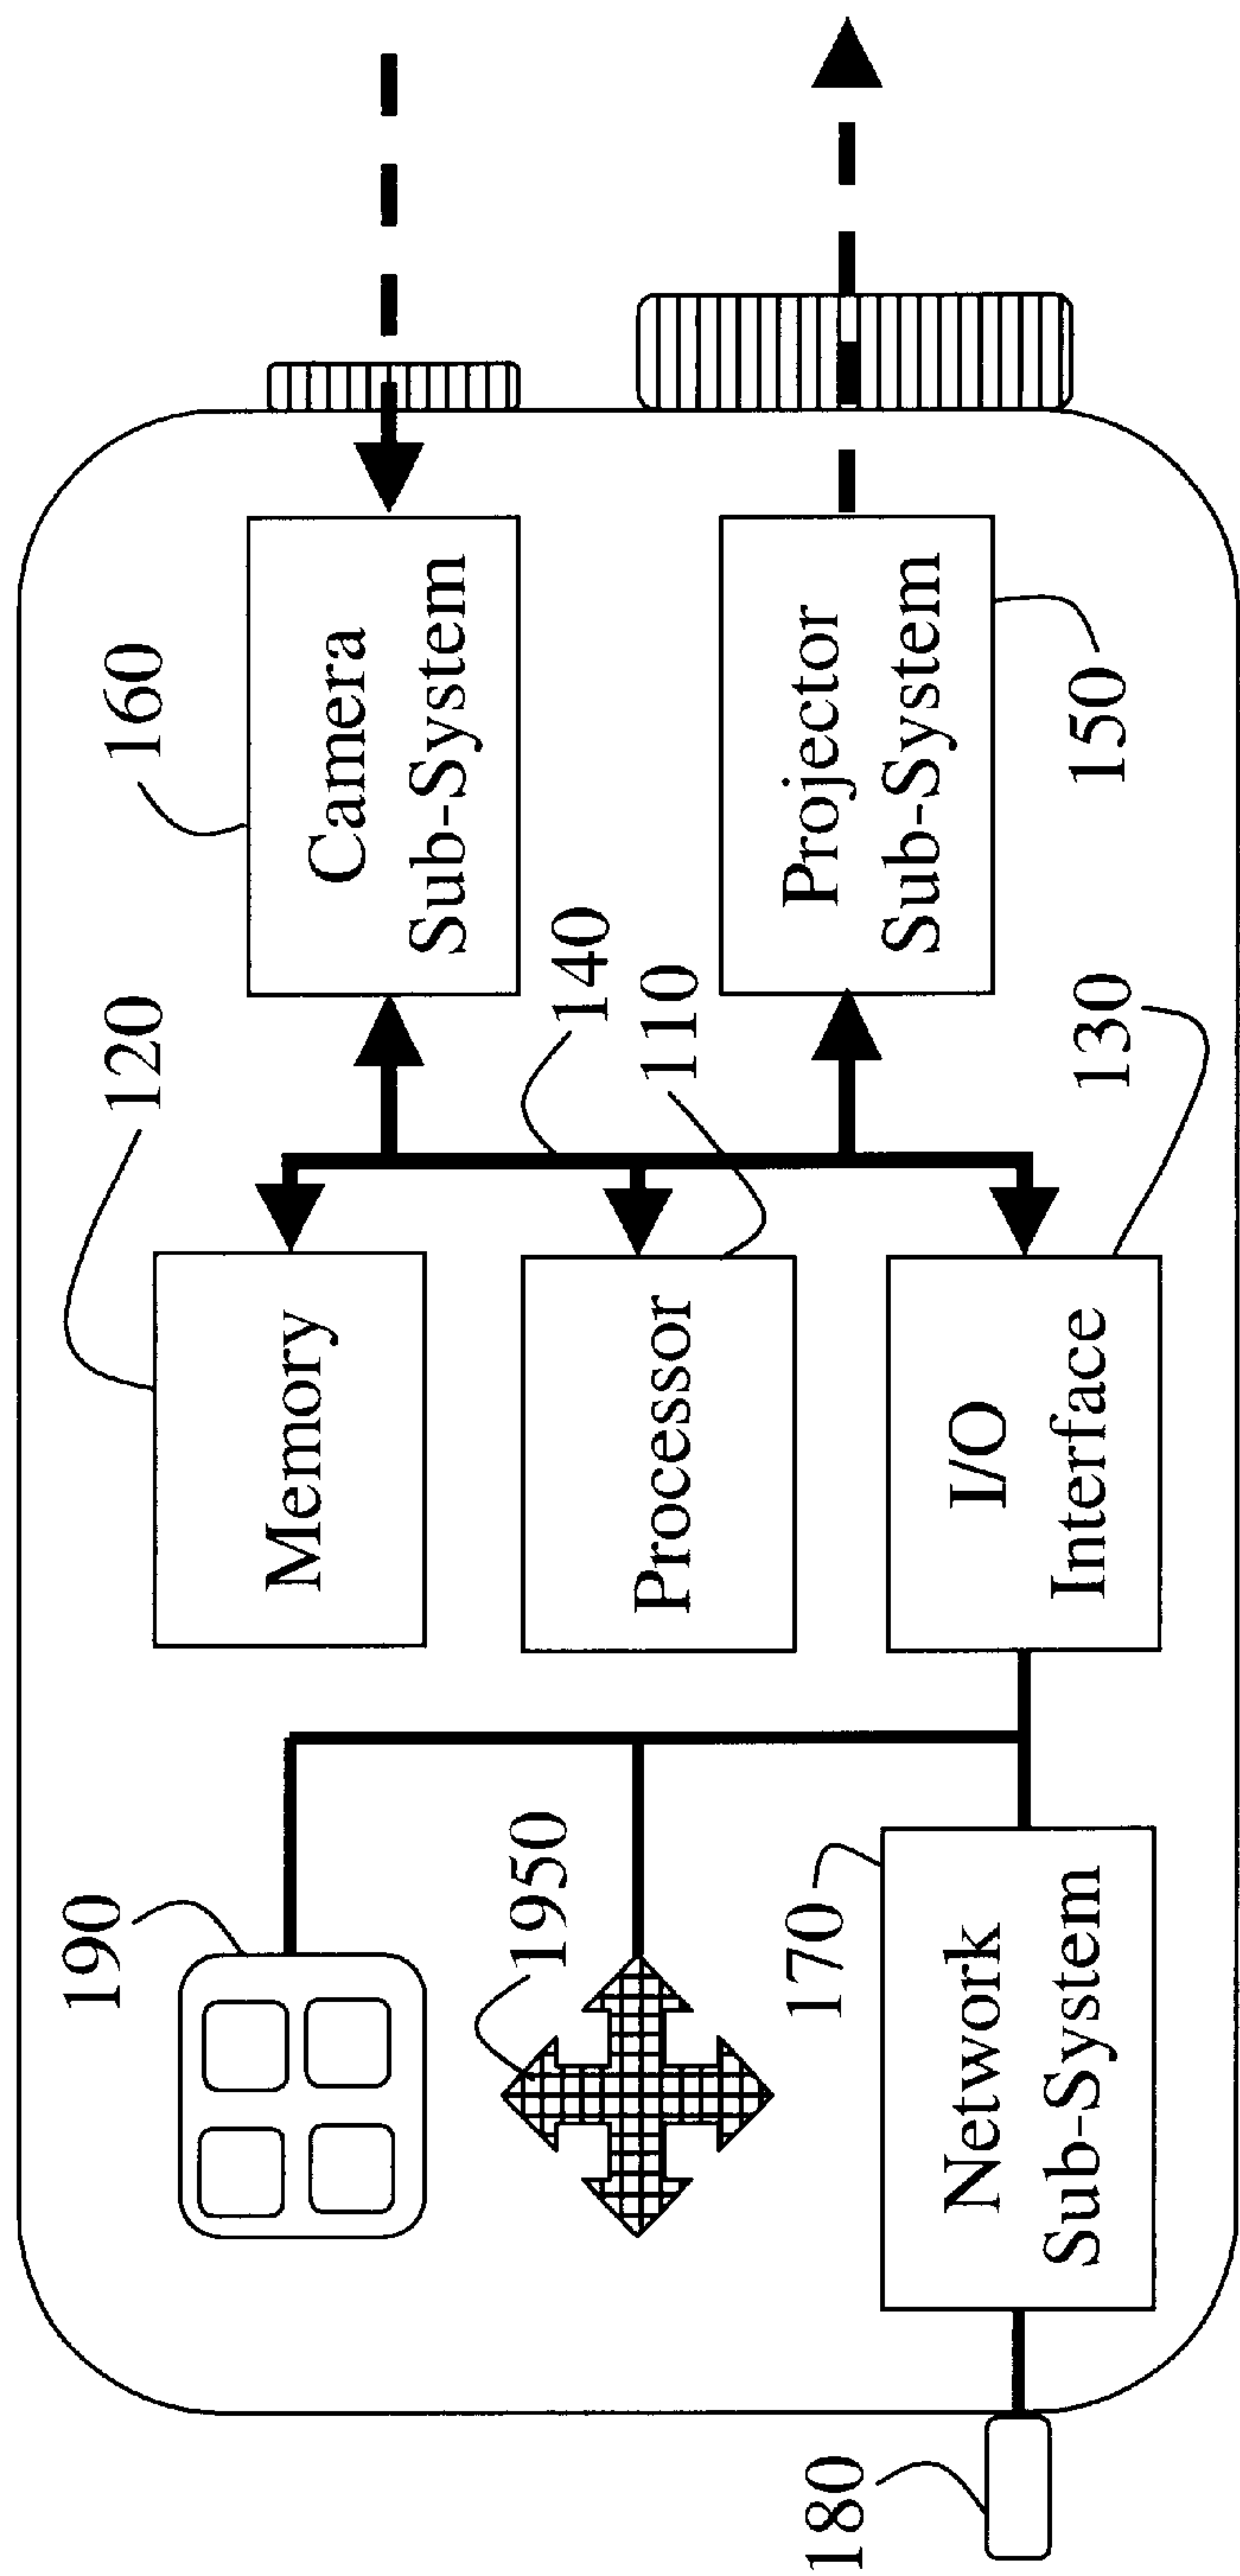 190
Memory
120
160
Camera
Sub-System
1950
Processor
140
110
180
170
Network
Sub-System
I/O
Interface
130
Projector
Sub-System
150